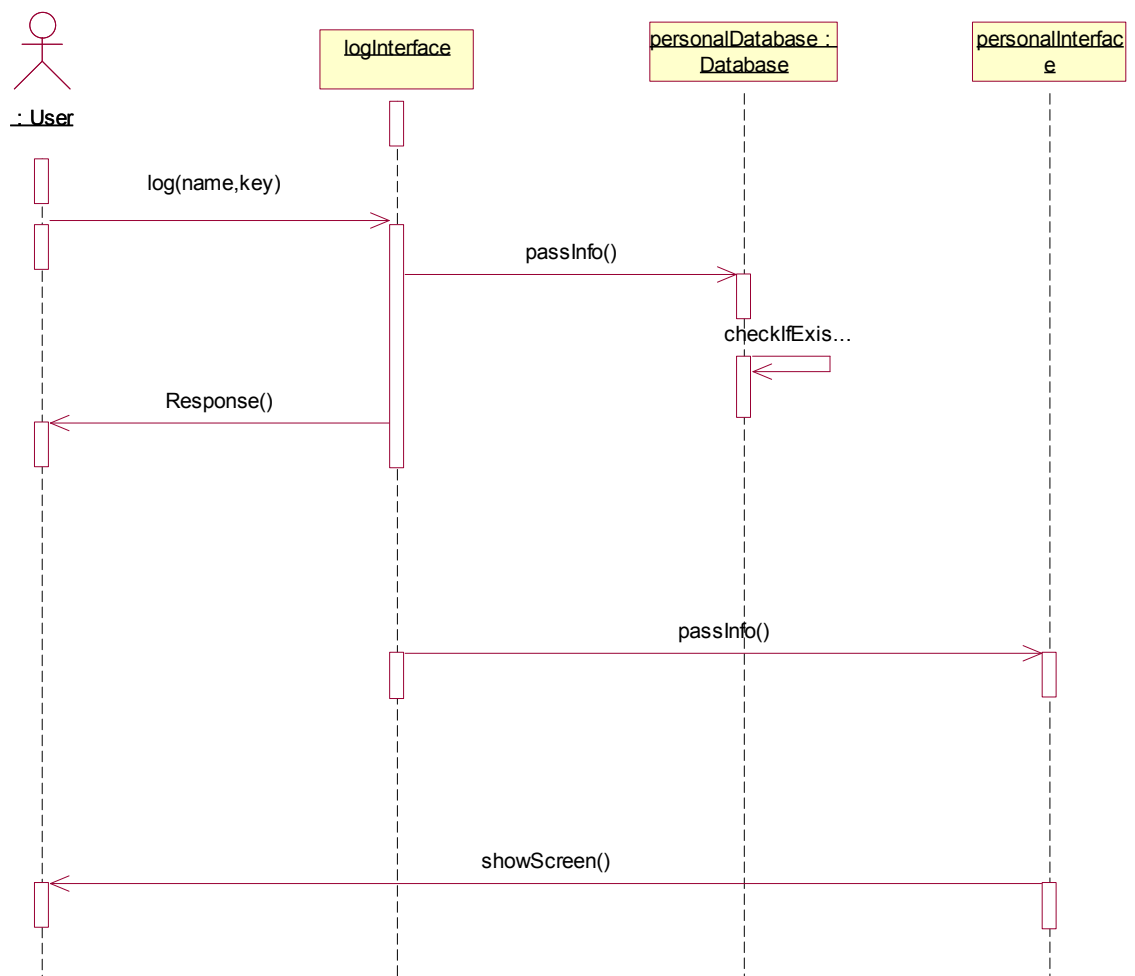 logInterface
personalDatabase :
Database
personalInterfac
e
: User
log(name,key)
passInfo()
checkIfExis...
Response()
passInfo()
showScreen()